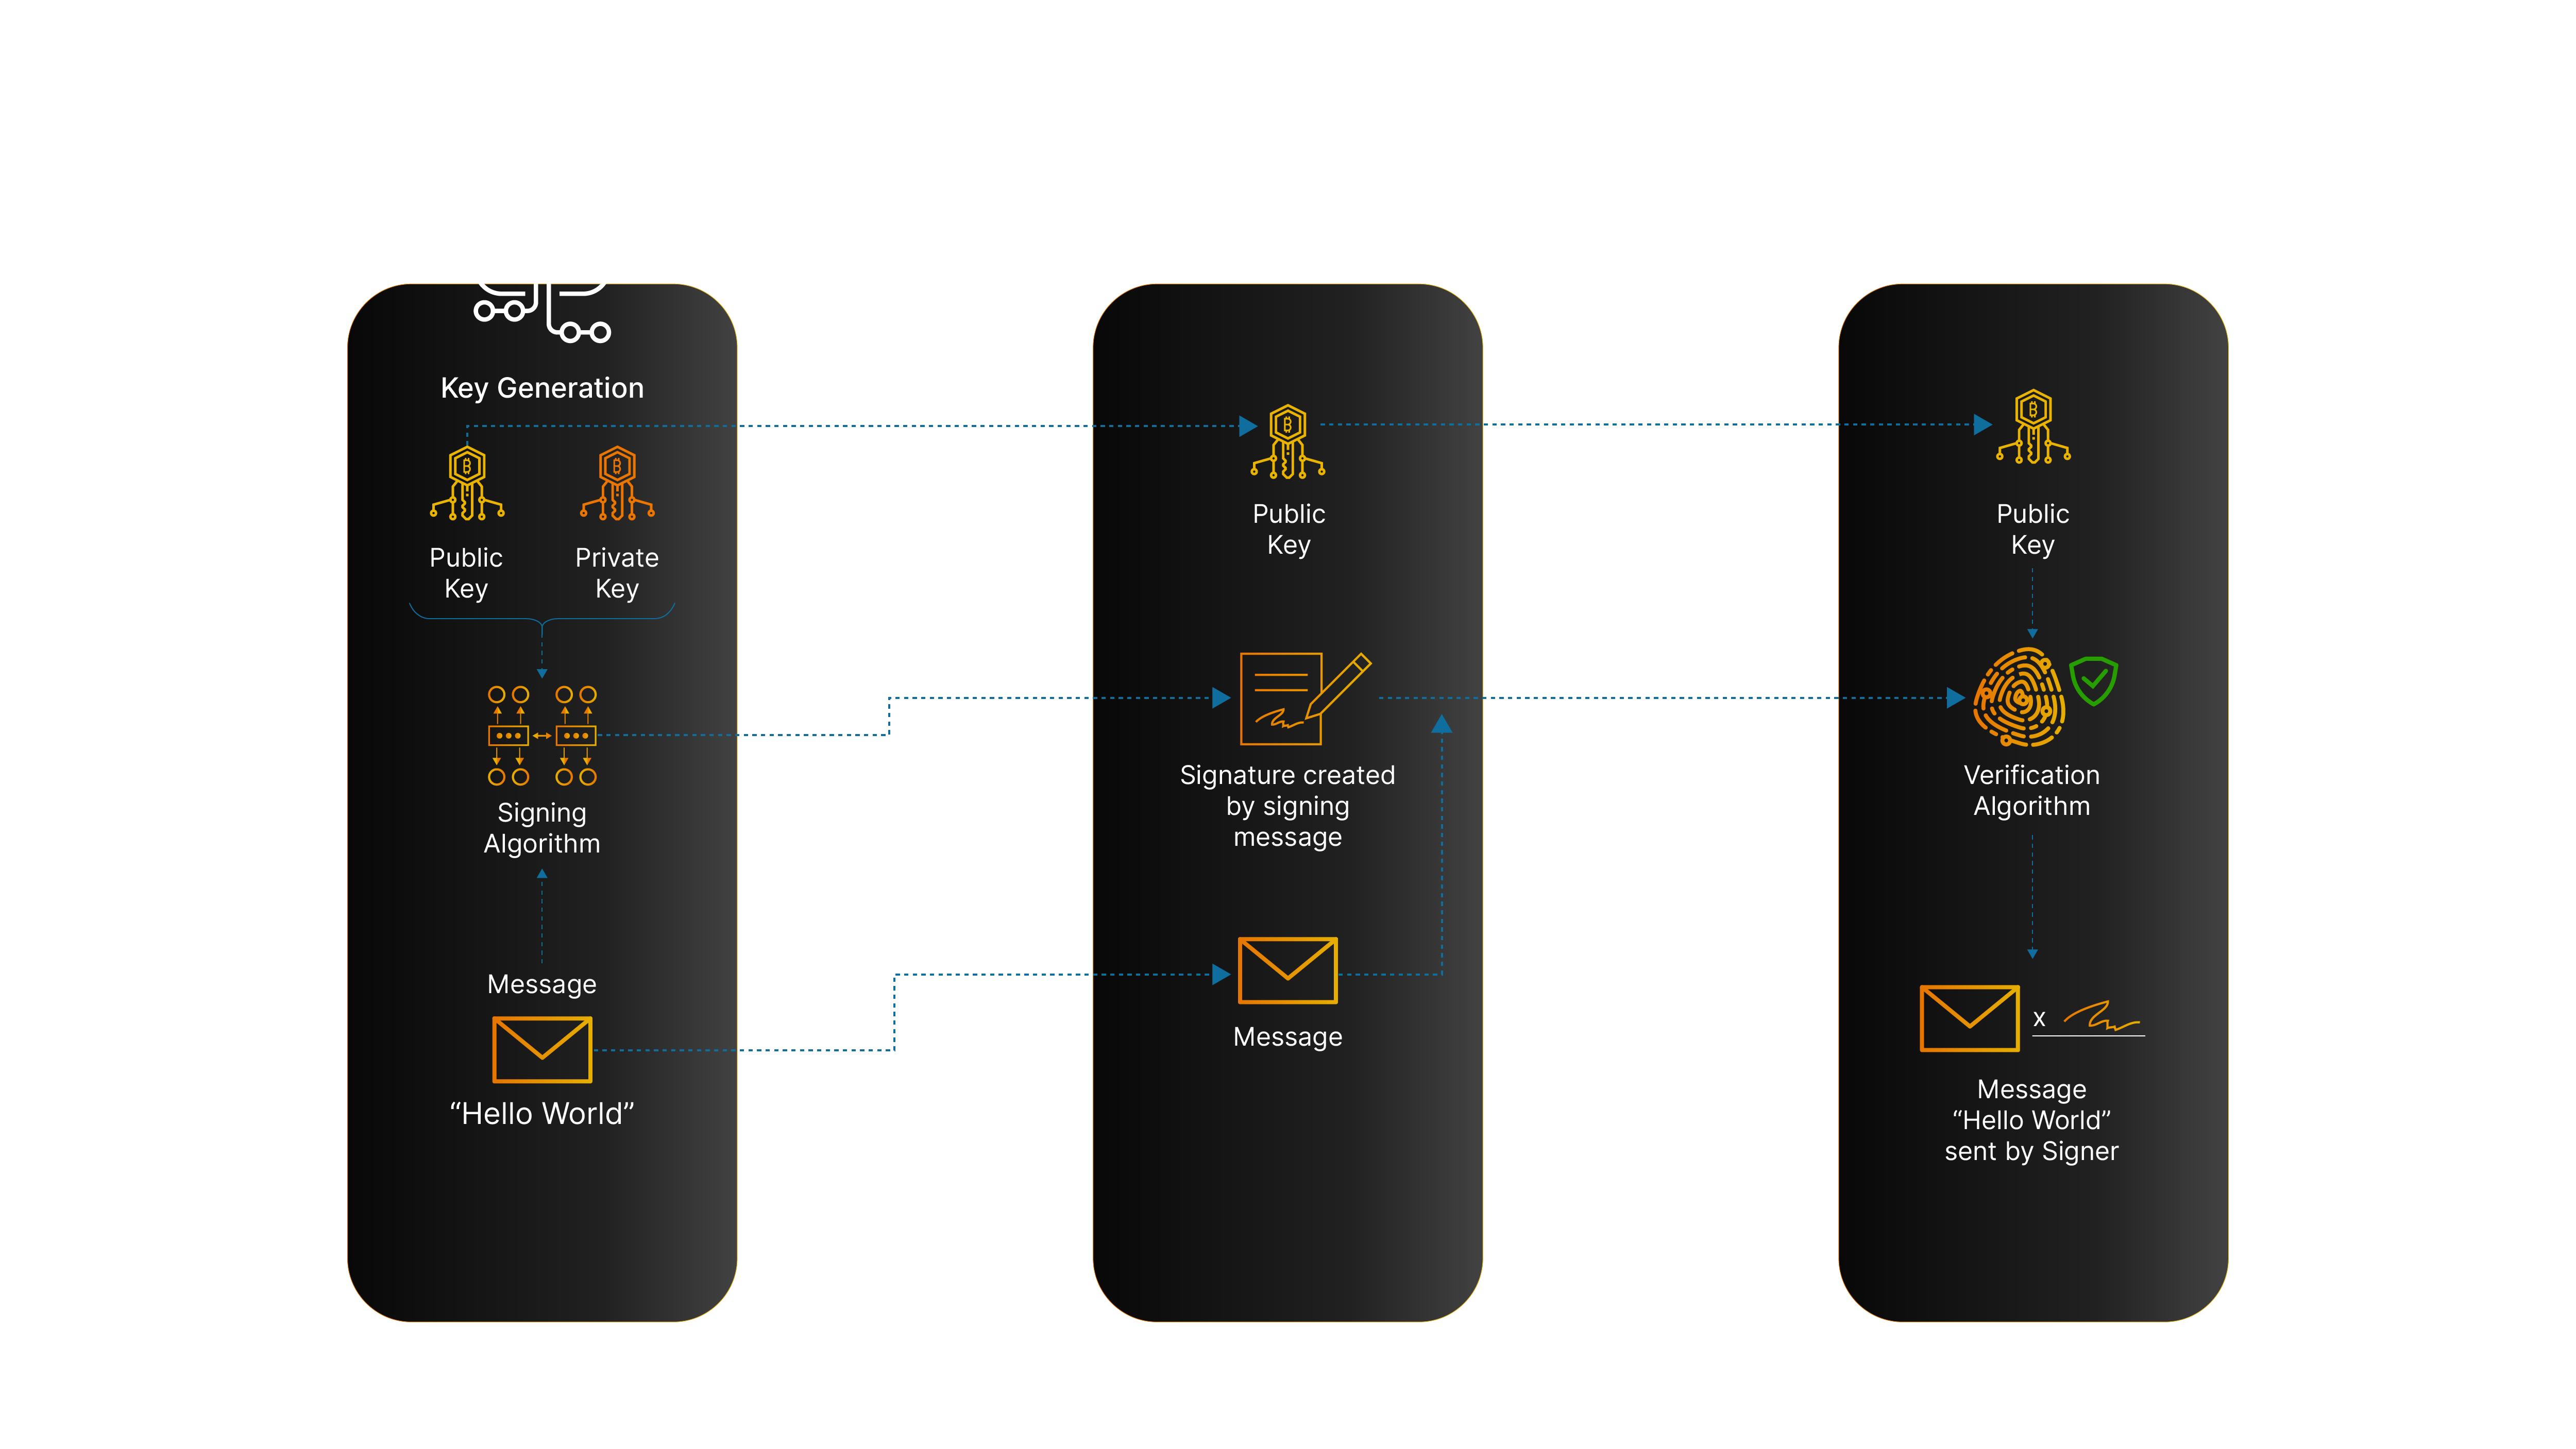 Key Generation
Public
Key
Private
Key
Signing
Algorithm
Message
“Hello World”
Public
Key
Signature created
by signing
message
Message
Public
Key
Verification
Algorithm
x
Message
“Hello World”
sent by Signer